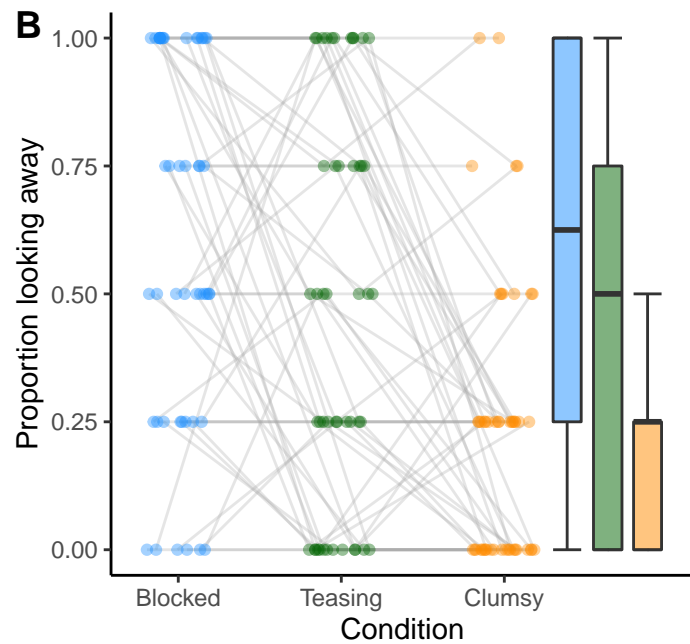 B
Proportion looking away
1.00
0.75
0.50
0.25
0.00
Blocked Teasing Clumsy
Condition